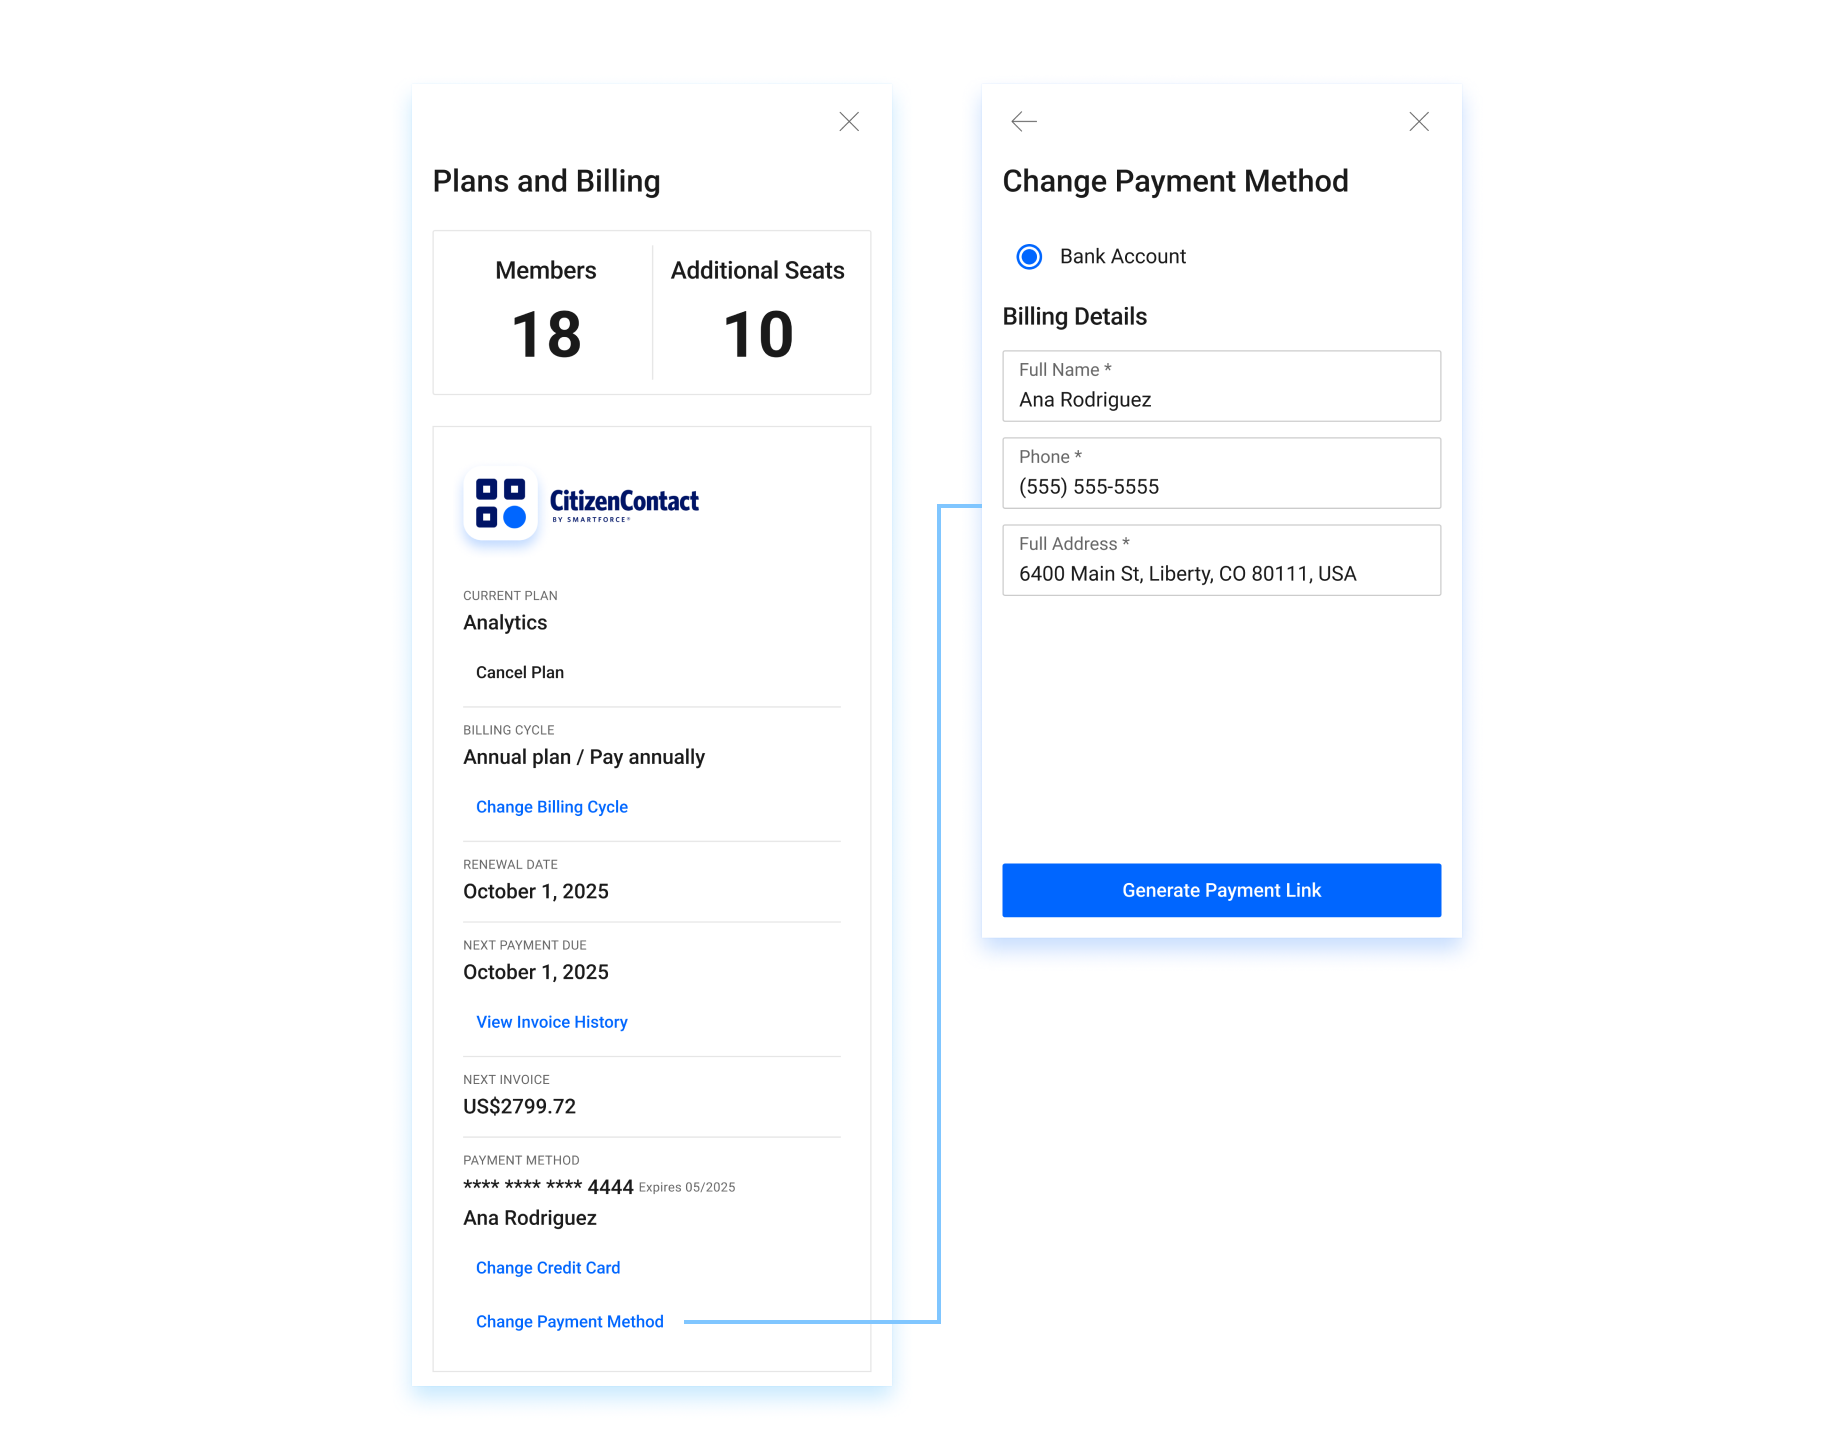 Plans and Billing
Members
18
Additional Seats
10
CitizenContact
BY SMARTFORCE®
CURRENT PLAN
Analytics
Cancel Plan
BILLING CYCLE
Annual plan / Pay annually
Change Billing Cycle
RENEWAL DATE
October 1, 2025
NEXT PAYMENT DUE
October 1, 2025
View Invoice History
NEXT INVOICE
US$2799.72
PAYMENT METHOD
**** **** **** 4444 Expires 05/2025
Ana Rodriguez
Change Credit Card
Change Payment Method
Change Payment Method
Bank Account
Billing Details
Full Name *
Ana Rodriguez
Phone *
(555) 555-5555
Full Address *
6400 Main St, Liberty, CO 80111, USA
Generate Payment Link